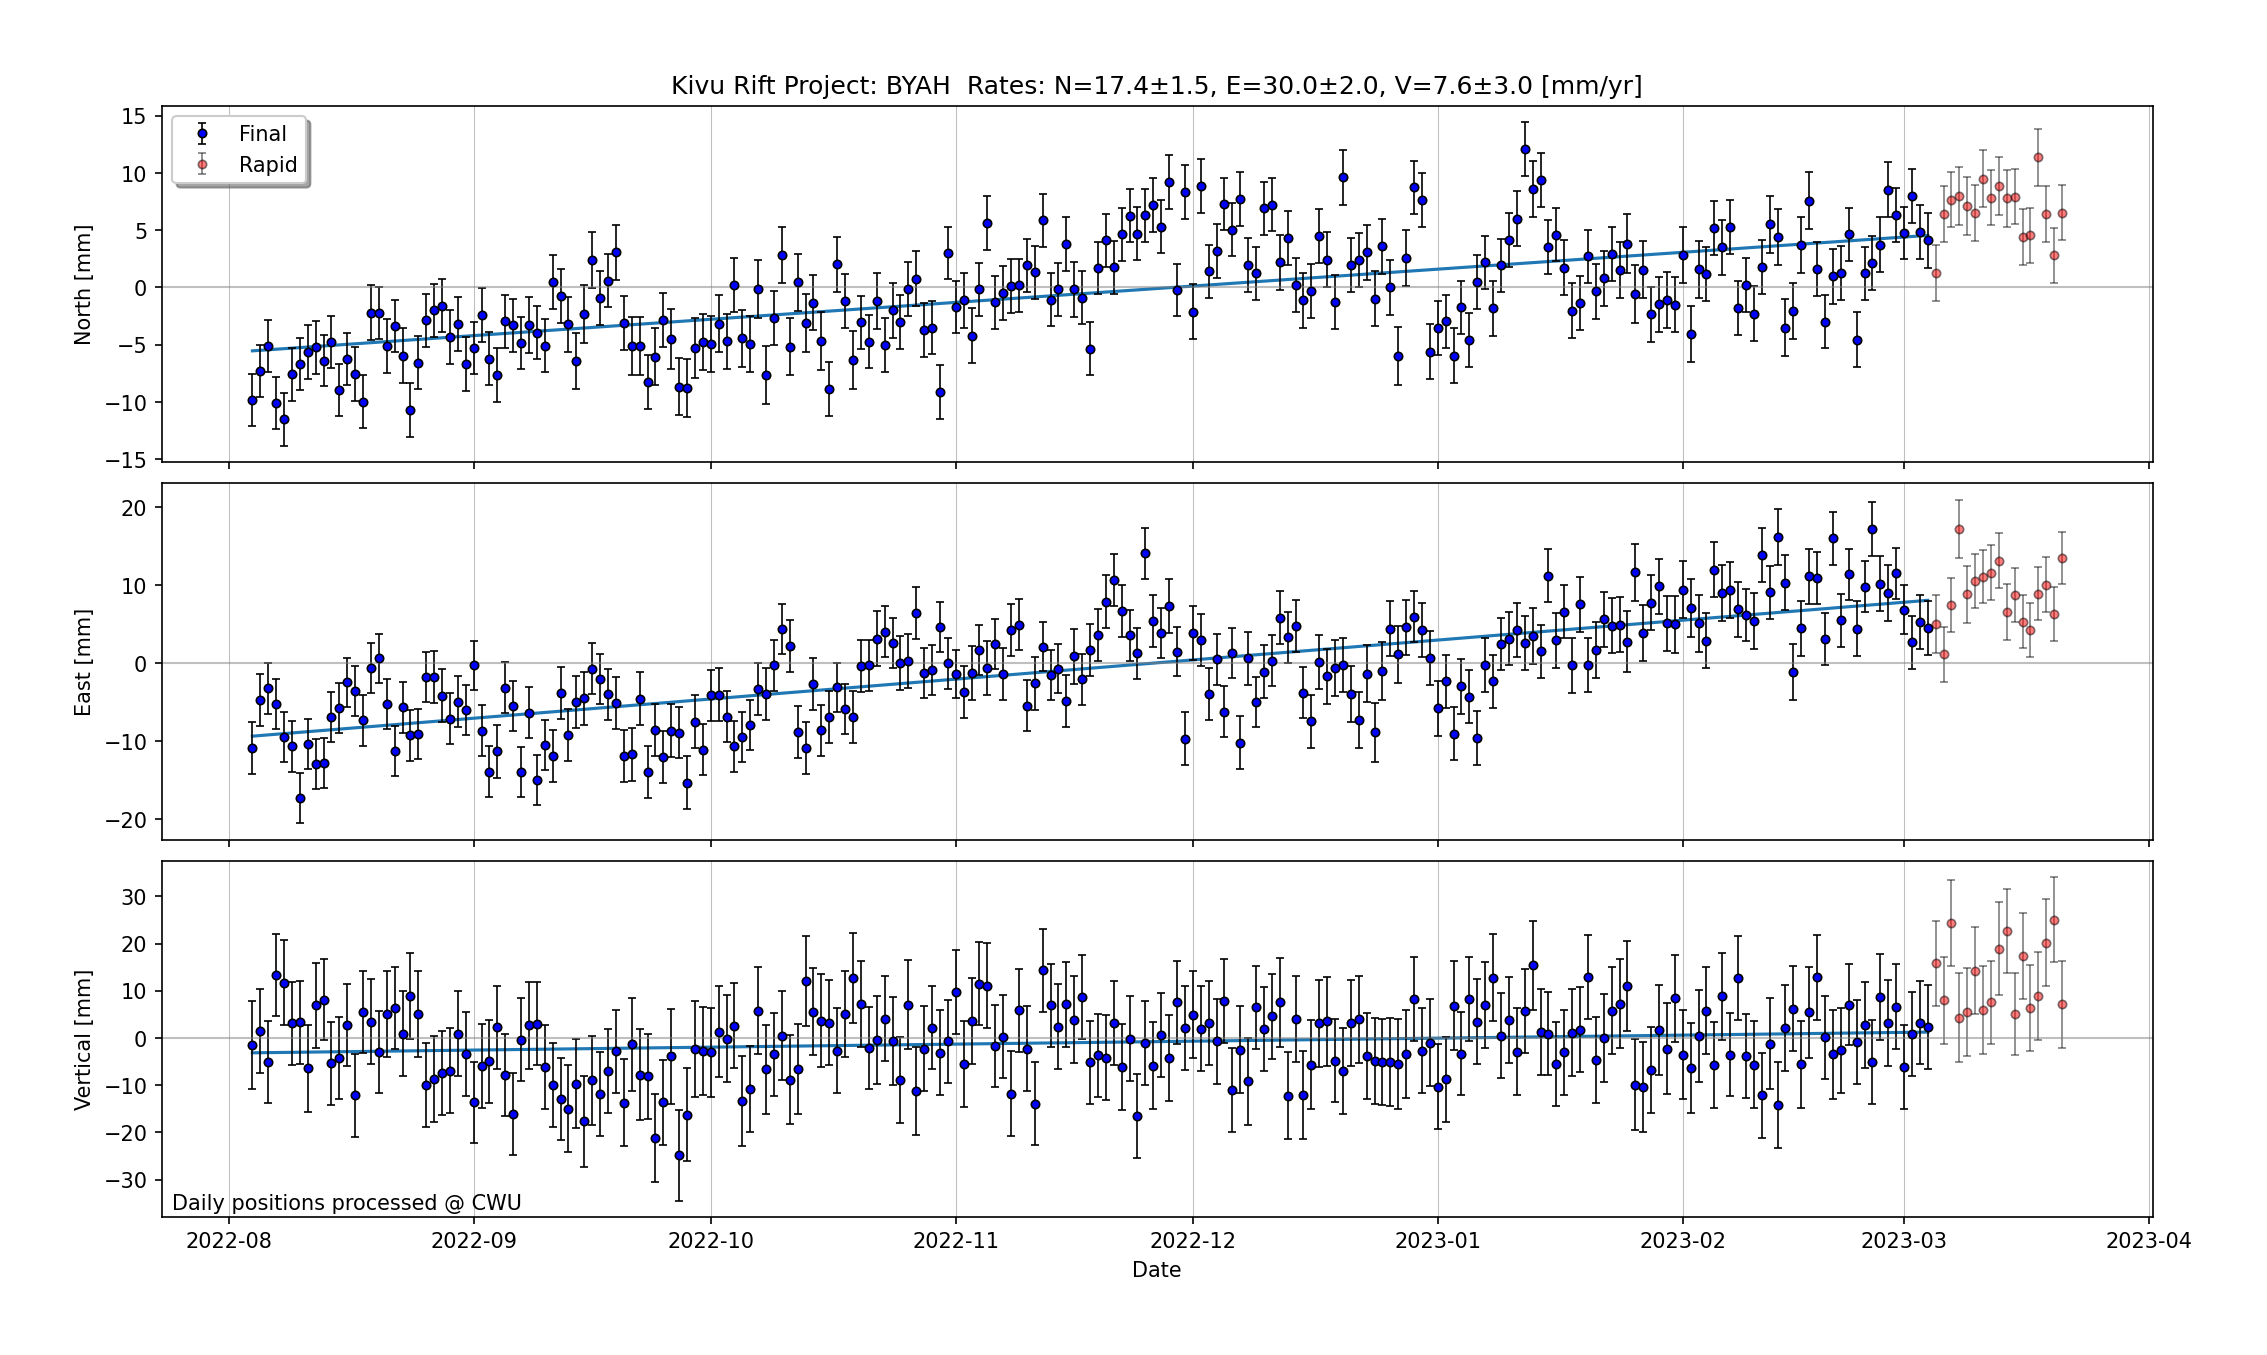 Kivu Rift Project: BYAH  Rates: N=17.4±1.5, E=30.0±2.0, V=7.6±3.0 [mm/yr]
Final
Rapid
15
10
5
0
−5
−10
−15
North [mm]
20
10
0
−10
−20
East [mm]
30
20
10
0
−10
−20
−30
Vertical [mm]
Daily positions processed @ CWU
2022-08 2022-09 2022-10 2022-11 2022-12 2023-01 2023-02 2023-03 2023-04
Date